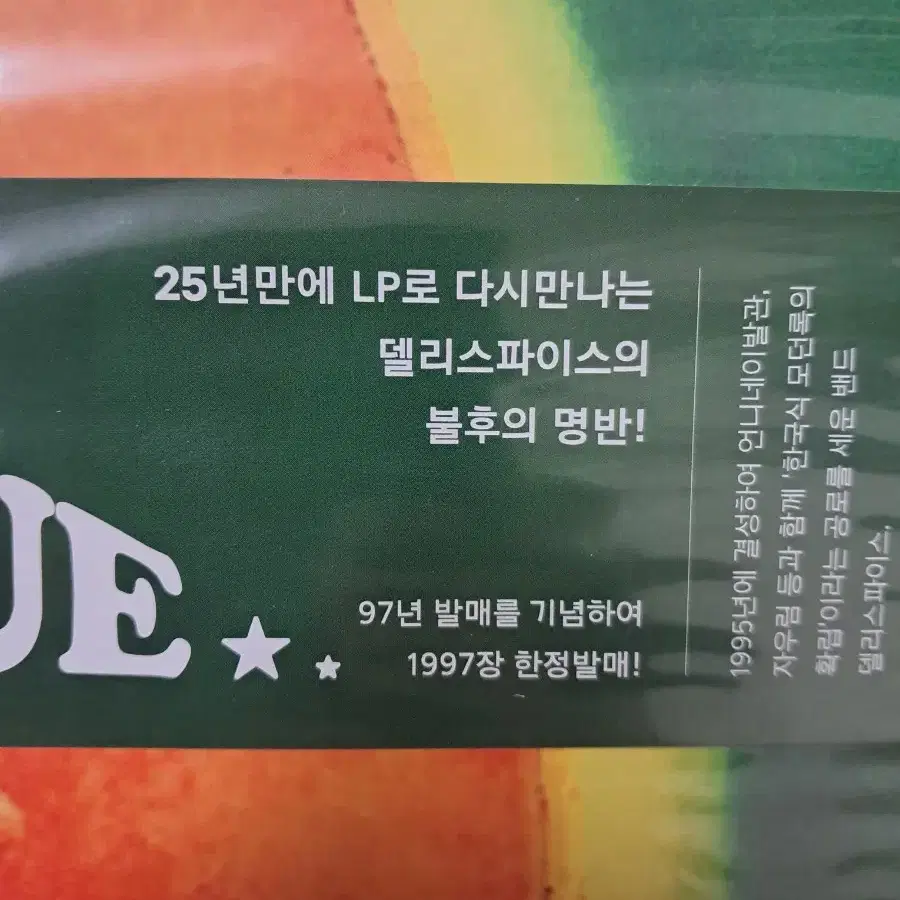 25년만에 LP로 다시만나는
델리스파이스의
불후의 명반!
UE
97년 발매를 기념하여
1997장 한정발매!
1995년에 결성하여 언니네이발관,
자우림 등과 함께 '한국식 모던록의
확립'이라는 공로를 세운 밴드
델리스파이스.